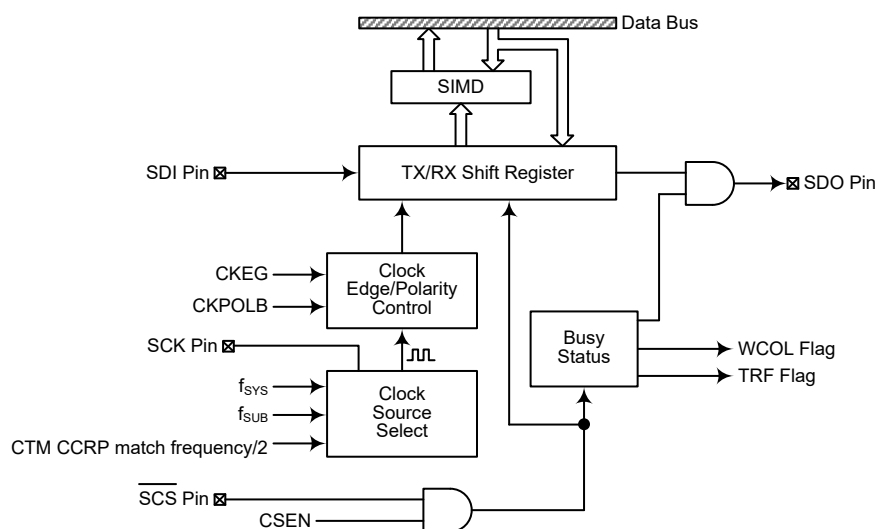 Data Bus
SIMD
SDI Pin
TX/RX Shift Register
SDO Pin
CKEG
CKPOLB
Clock
Edge/Polarity
Control
SCK Pin
Busy
Status
WCOL Flag
TRF Flag
fSYS
fSUB
CTM CCRP match frequency/2
Clock
Source
Select
SCS Pin
CSEN